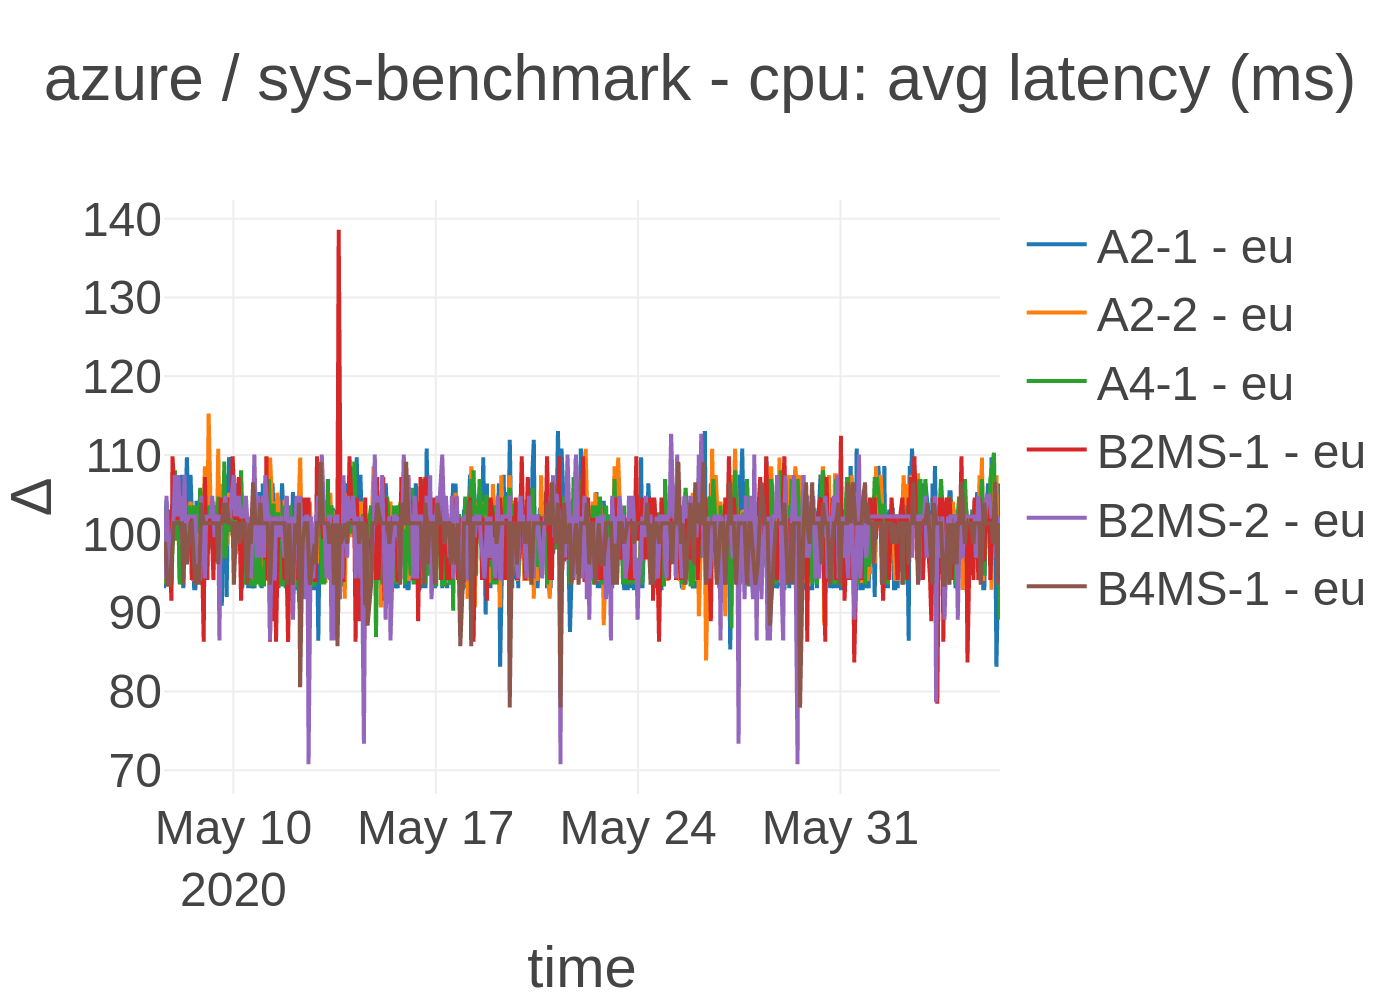 azure / sys-benchmark - cpu: avg latency (ms)
140
130
120
110
100
90
80
70
Δ
May 10
2020
May 17
May 24
May 31
time
A2-1 - eu
A2-2 - eu
A4-1 - eu
B2MS-1 - eu
B2MS-2 - eu
B4MS-1 - eu